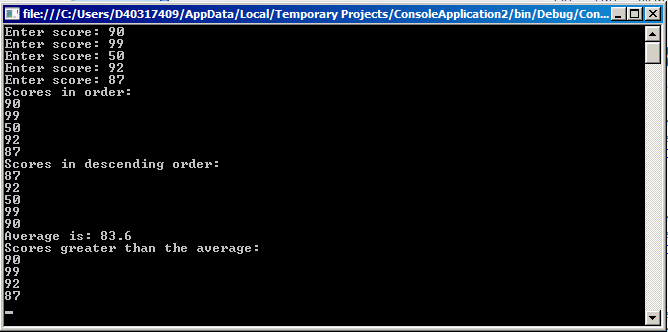 file:///C:/Users/D40317409/AppData/Local/Temporary Projects/ConsoleApplication2/bin/Debug/Con...
Enter score: 90
Enter score: 99
Enter score: 50
Enter score: 92
Enter score: 87
Scores in order:
90
99
50
92
87
Scores in descending order:
87
92
50
99
90
Average is: 83.6
Scores greater than the average:
90
99
92
87